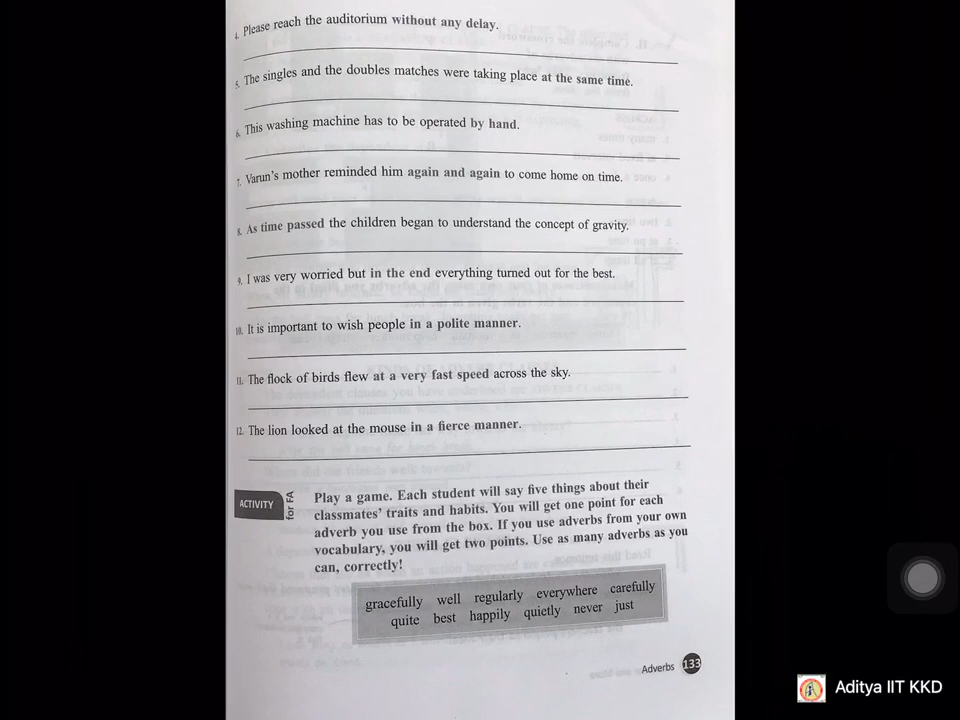 4. Please reach the auditorium without any delay.
5. The singles and the doubles matches were taking place at the same time.
6. This washing machine has to be operated by hand.
7. Varun's mother reminded him again and again to come home on time.
8. As time passed the children began to understand the concept of gravity.
9. I was very worried but in the end everything turned out for the best.
10. It is important to wish people in a polite manner.
11. The flock of birds flew at a very fast speed across the sky.
12. The lion looked at the mouse in a fierce manner.
ACTIVITY for FA
Play a game. Each student will say five things about their
classmates' traits and habits. You will get one point for each
adverb you use from the box. If you use adverbs from your own
vocabulary, you will get two points. Use as many adverbs as you
can, correctly!
gracefully well regularly everywhere carefully
quite best happily quietly never just
Adverbs 133
Aditya IIT KKD